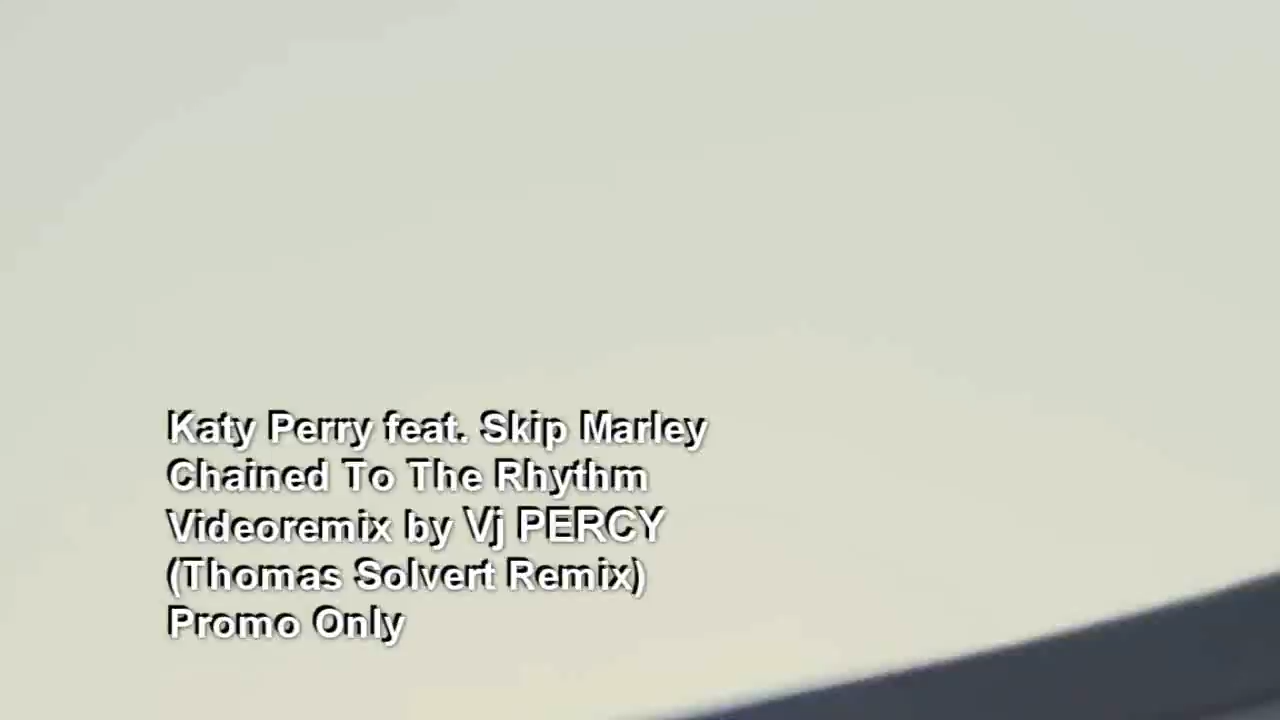 Katy Perry feat. Skip Marley
Chained To The Rhythm
Videoremix by Vj PERCY
(Thomas Solvert Remix)
Promo Only